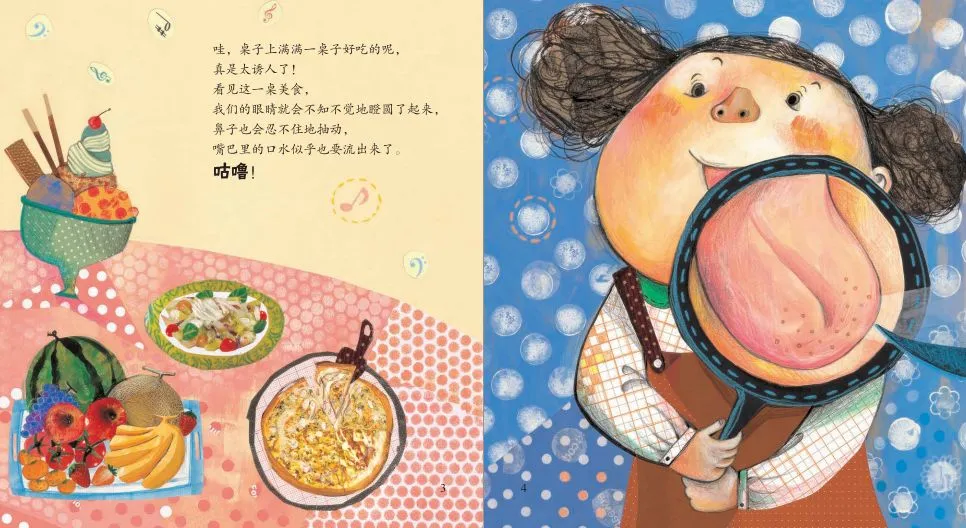 哇，桌子上满满一桌子好吃的呢，
真是太诱人了！
看见这一桌美食，
我们的眼睛就会不知不觉地瞪圆了起来，
鼻子也会忍不住地抽动，
嘴巴里的口水似乎也要流出来了。
咕噜！
3
4